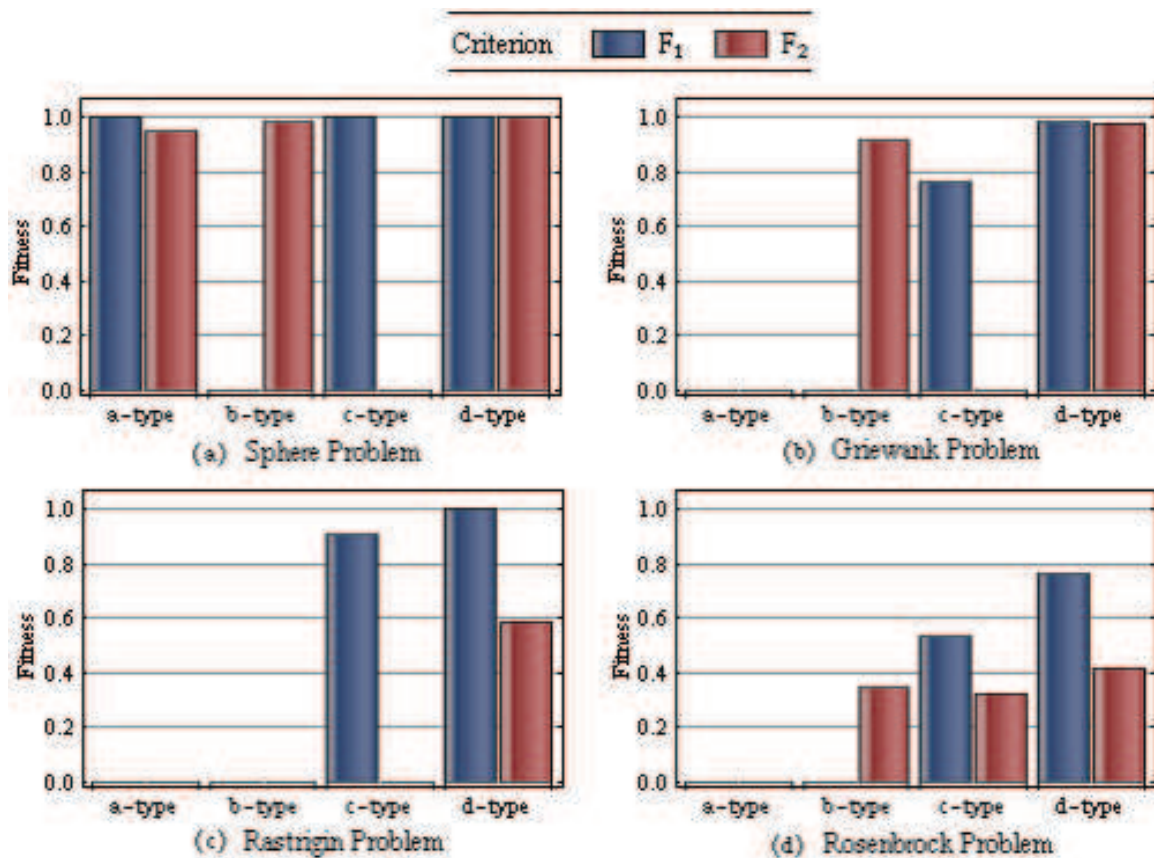 Criterion F₁ F₂
Fitness
1.0
0.8
0.6
0.4
0.2
0.0
a-type b-type c-type d-type
(a) Sphere Problem
Fitness
1.0
0.8
0.6
0.4
0.2
0.0
a-type b-type c-type d-type
(b) Griewank Problem
Fitness
1.0
0.8
0.6
0.4
0.2
0.0
a-type b-type c-type d-type
(c) Rastrigin Problem
Fitness
1.0
0.8
0.6
0.4
0.2
0.0
a-type b-type c-type d-type
(d) Rosenbrock Problem